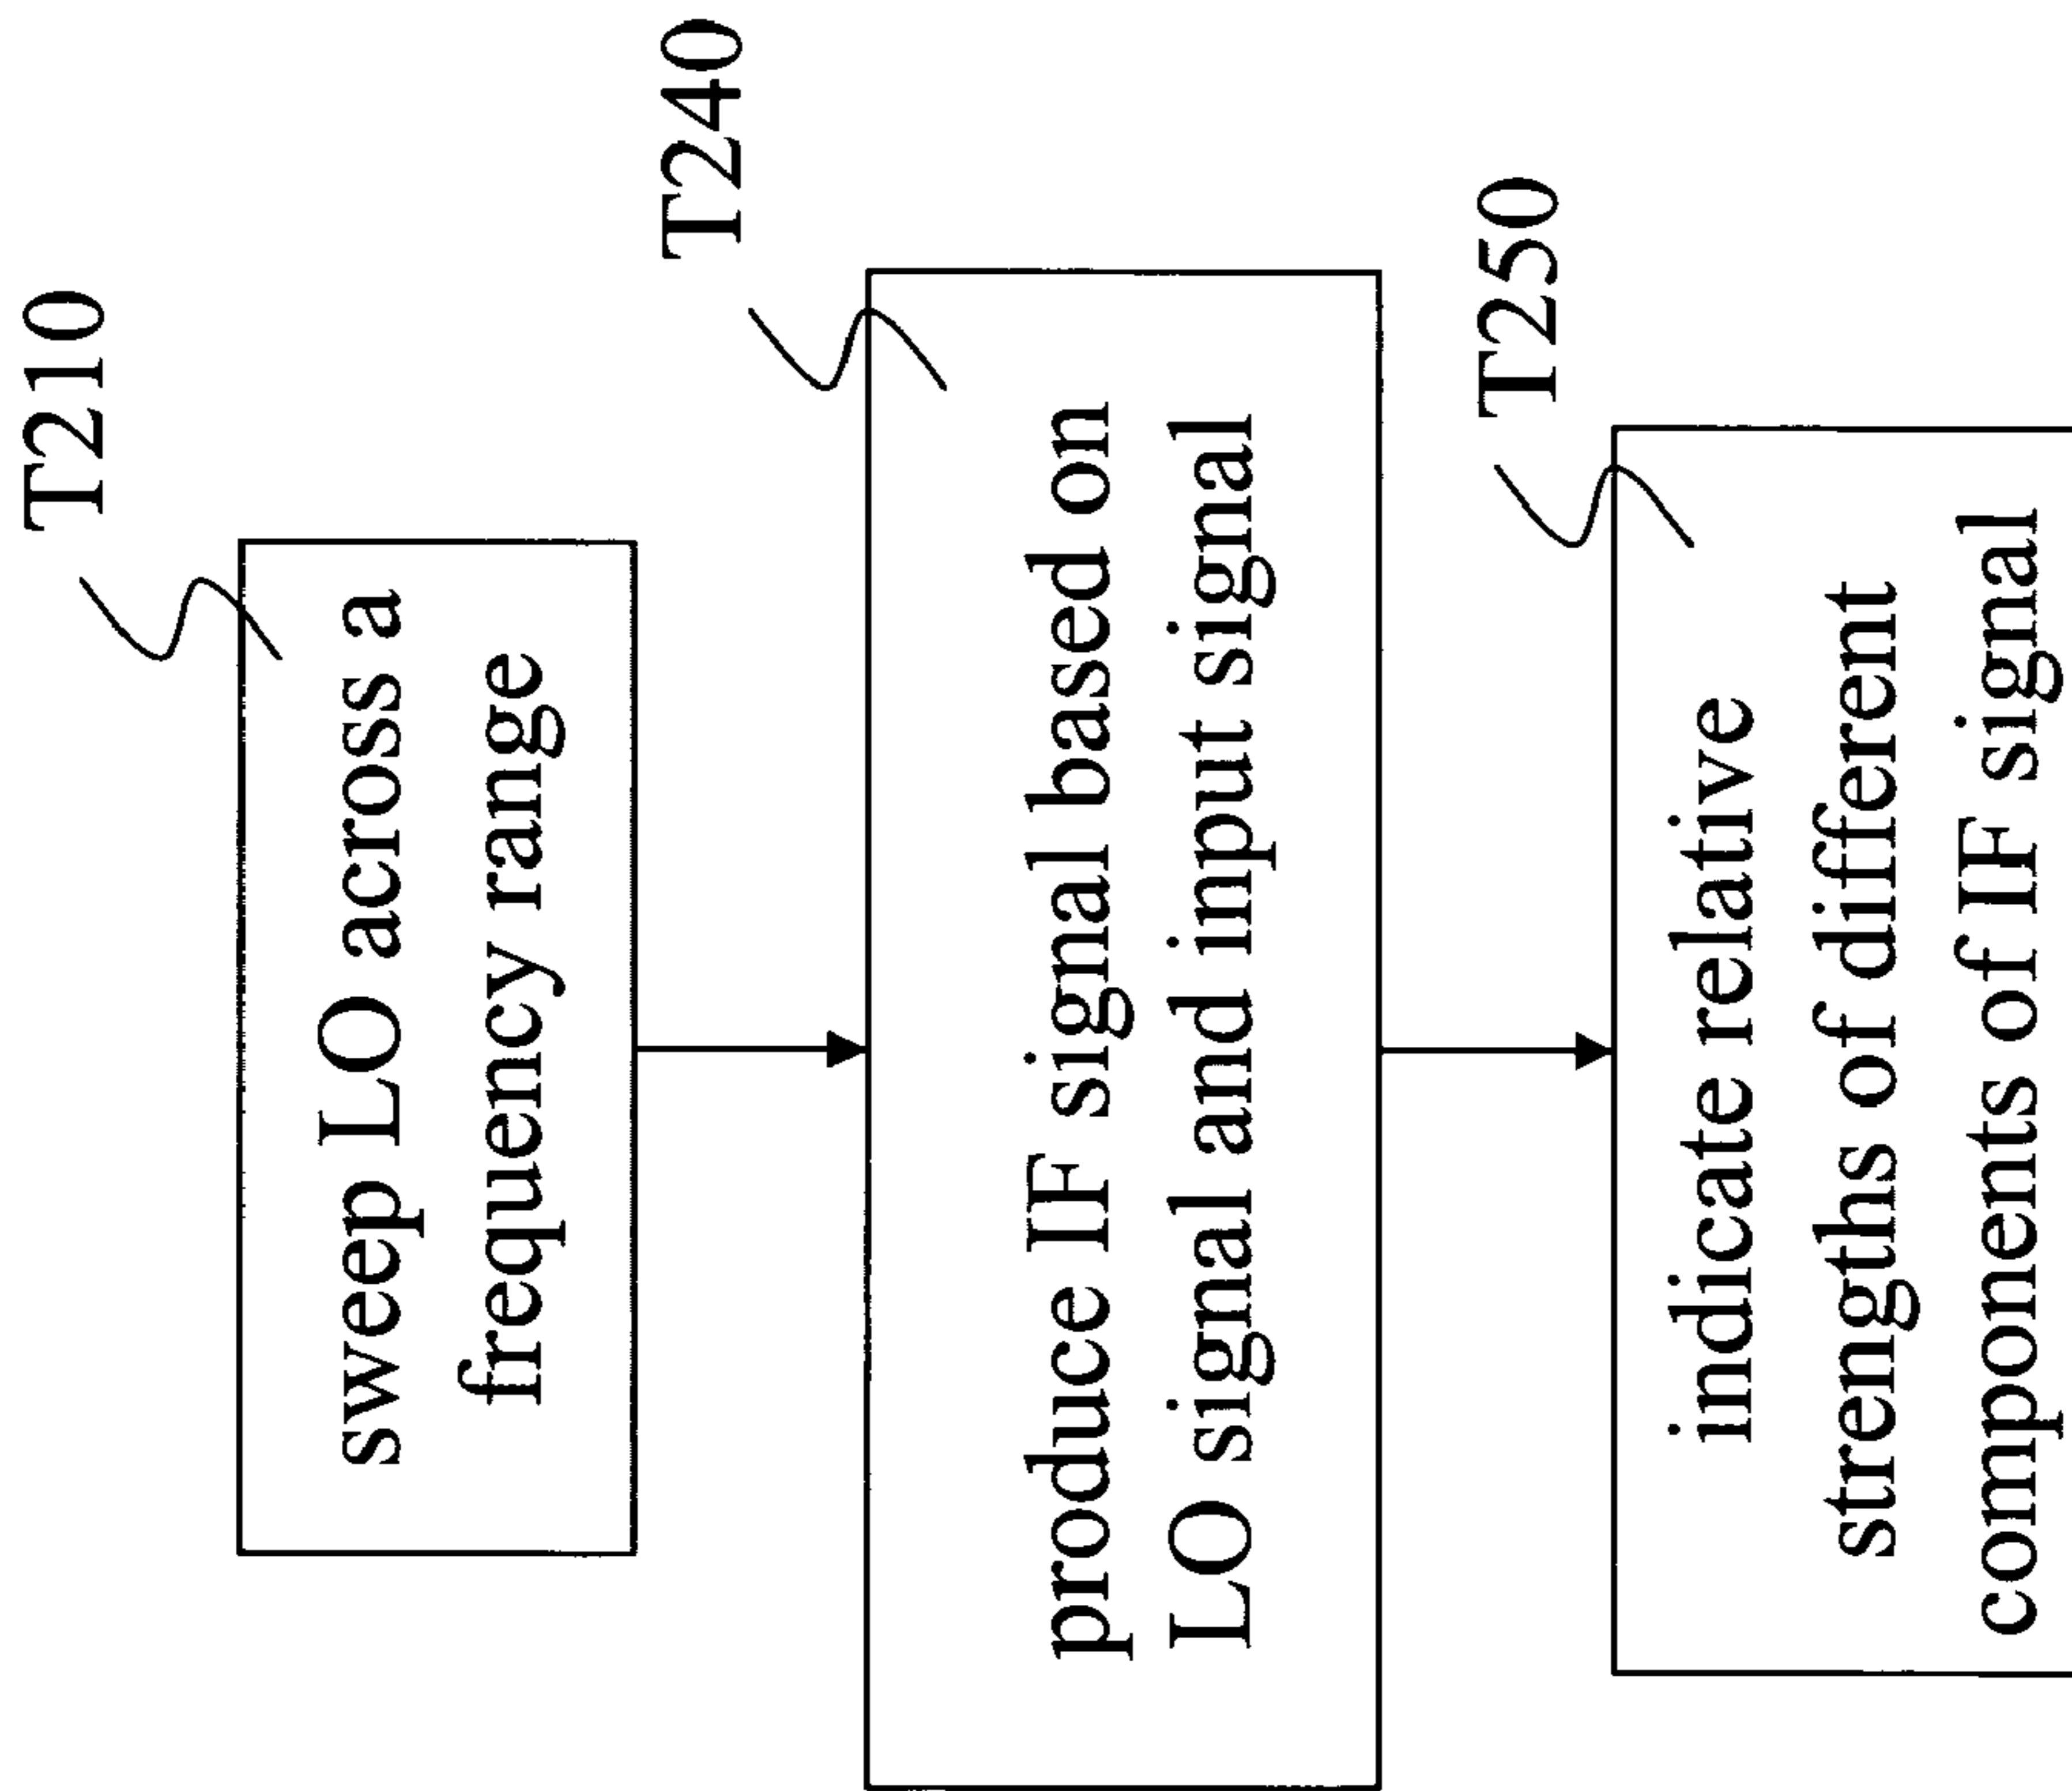 T210
sweep LO across a
frequency range
T240
produce IF signal based on
LO signal and input signal
T250
indicate relative
strengths of different
components of IF signal